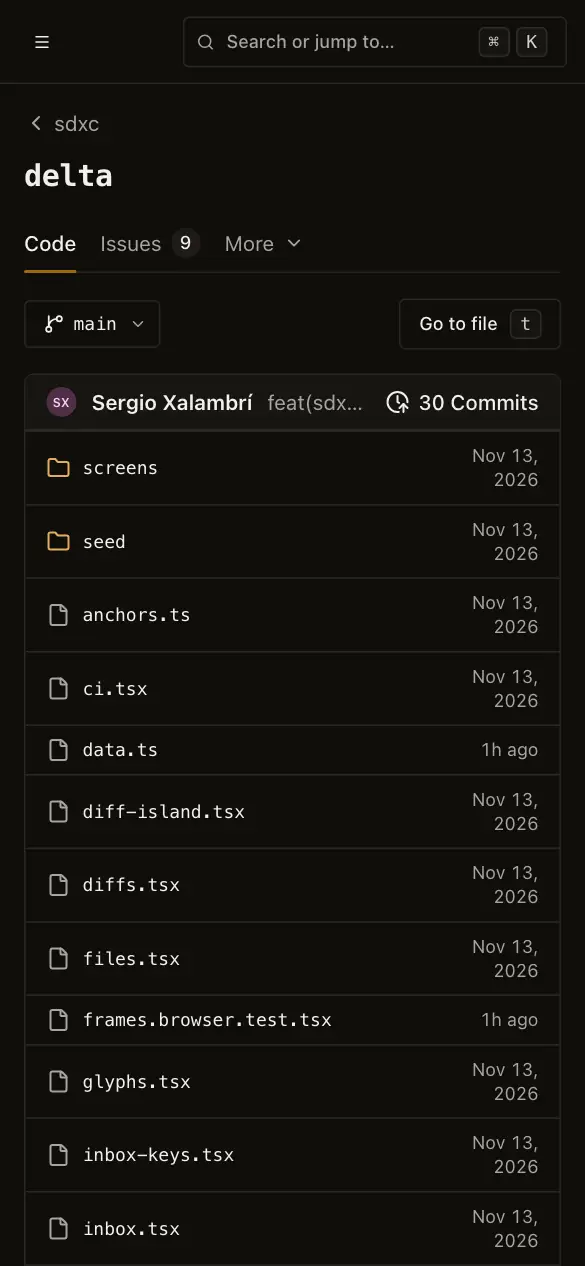 Search or jump to... ⌘ K
sdxc
delta
Code Issues 9 More
main Go to file t
SX Sergio Xalambrí feat(sdx... 30 Commits
screens Nov 13,
2026
seed Nov 13,
2026
anchors.ts Nov 13,
2026
ci.tsx Nov 13,
2026
data.ts 1h ago
diff-island.tsx Nov 13,
2026
diffs.tsx Nov 13,
2026
files.tsx Nov 13,
2026
frames.browser.test.tsx 1h ago
glyphs.tsx Nov 13,
2026
inbox-keys.tsx Nov 13,
2026
inbox.tsx Nov 13,
2026